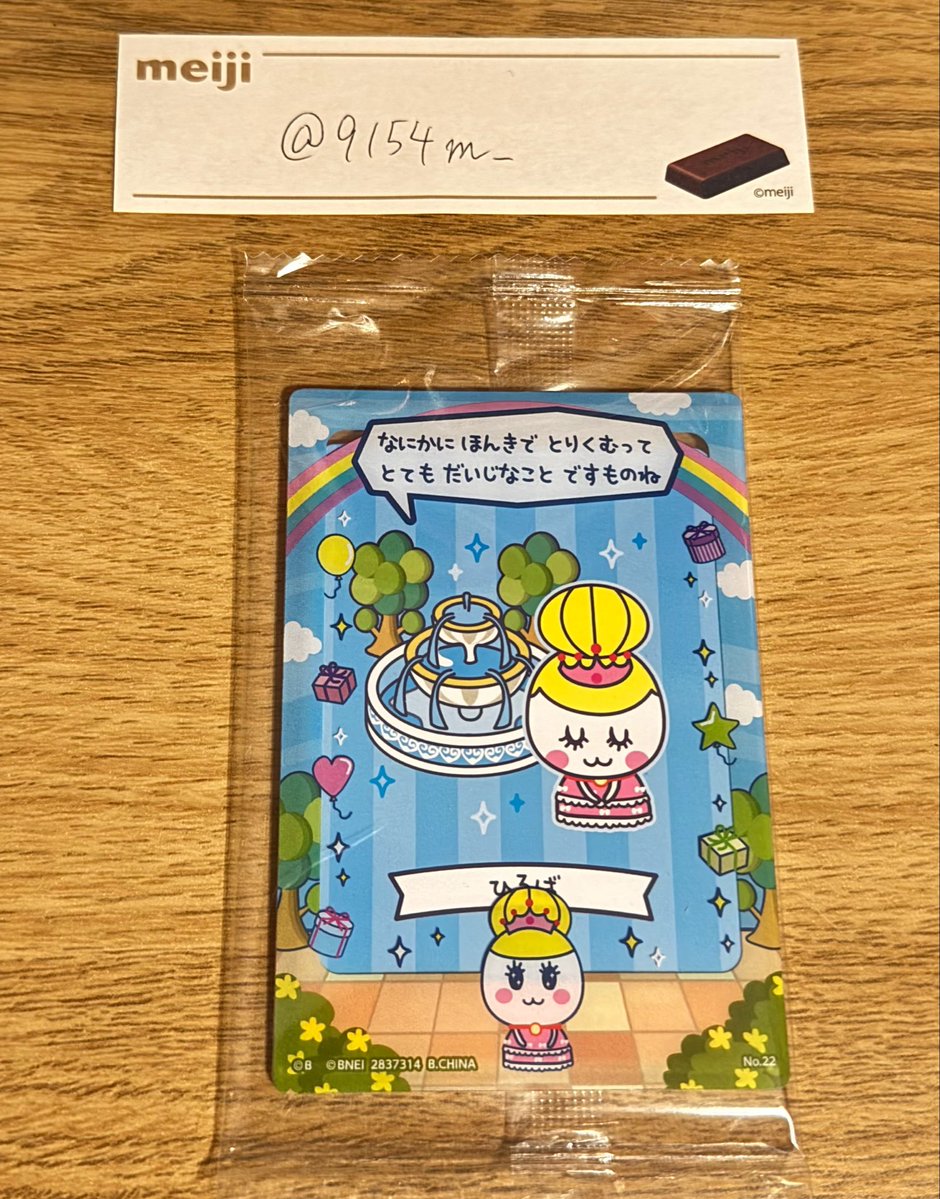 meiji
@9154m_
©meiji
なにかに ほんきで とりくむって
とても だいじなこと ですものね
ひろば
©B ©BNEI 2837314 B.CHINA
No.22